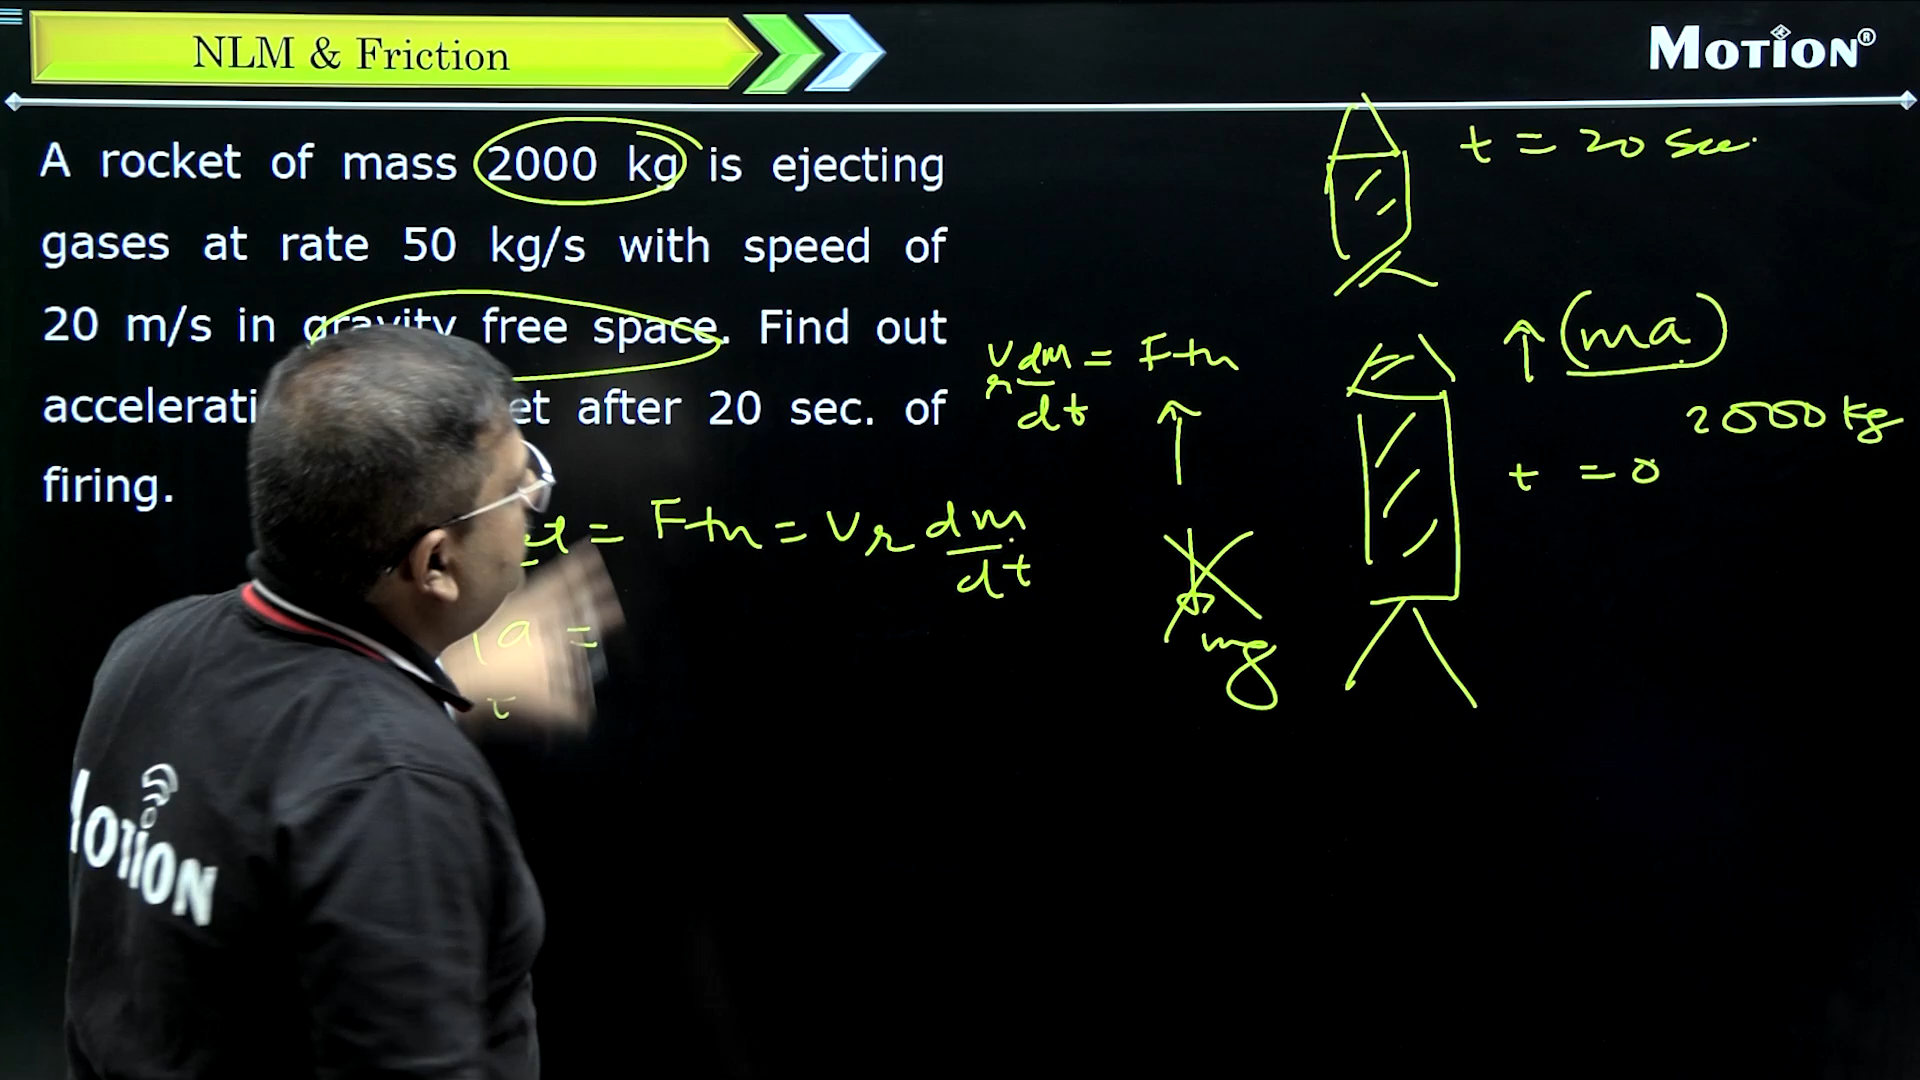 NLM & Friction
MOTION®
A rocket of mass 2000 kg is ejecting
gases at rate 50 kg/s with speed of
20 m/s in gravity free space. Find out
accelerati et after 20 sec. of
firing.
t = 20 Sec.
↑ (ma)
2000 kg
t = 0
Vr dm/dt = Fth
mg
= Fth = Vr dm/dt
a =
MOTION